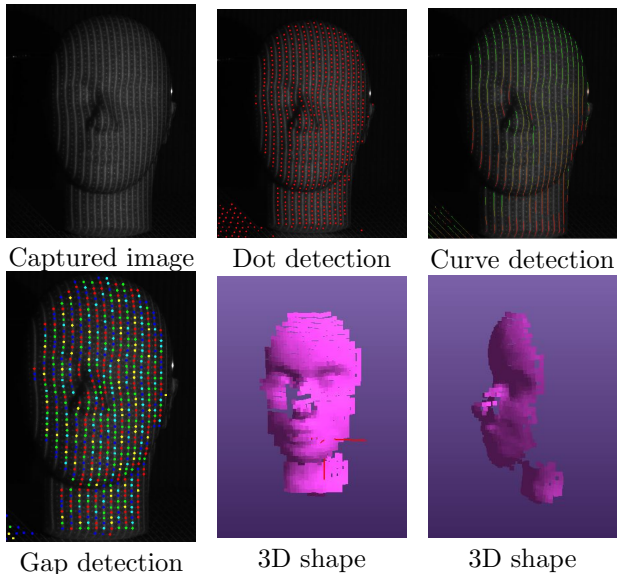 Captured image
Dot detection
Curve detection
Gap detection
3D shape
3D shape